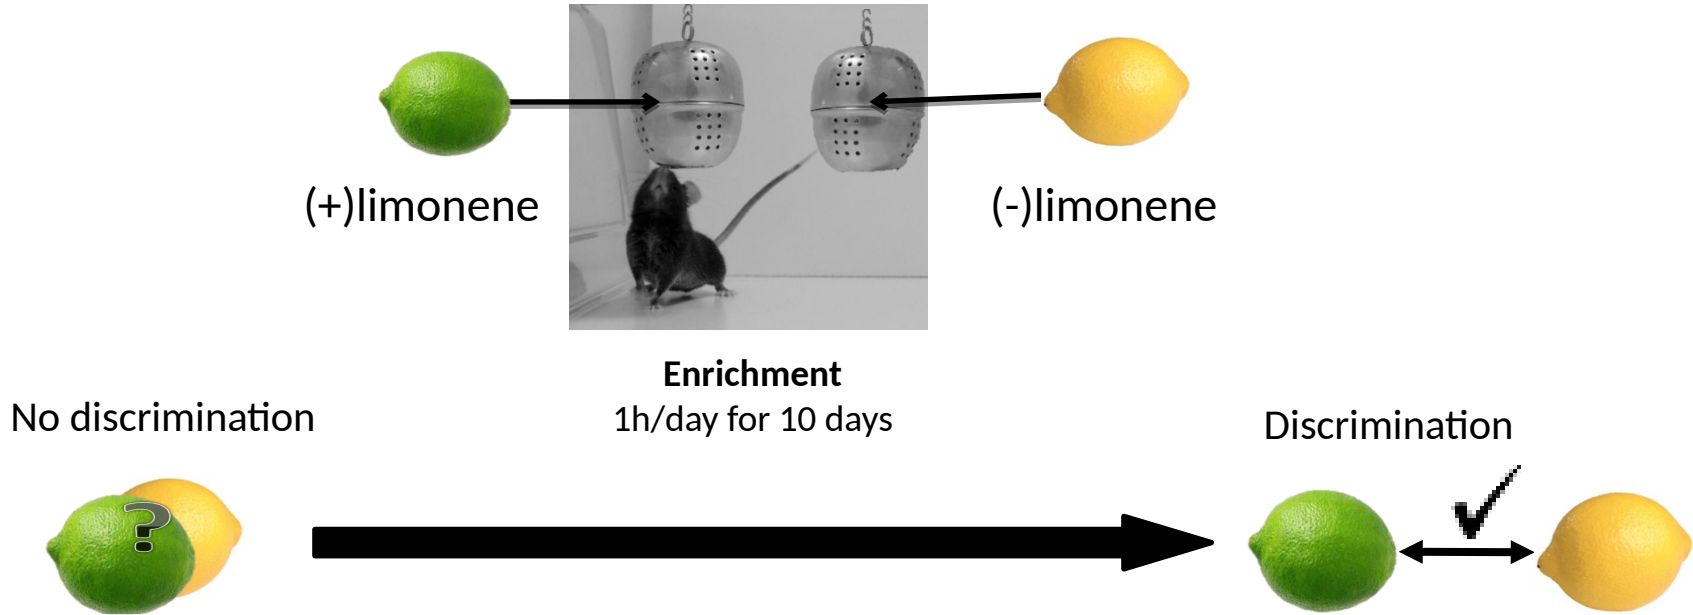 (+)limonene
(-)limonene
Enrichment
1h/day for 10 days
No discrimination
Discrimination
?